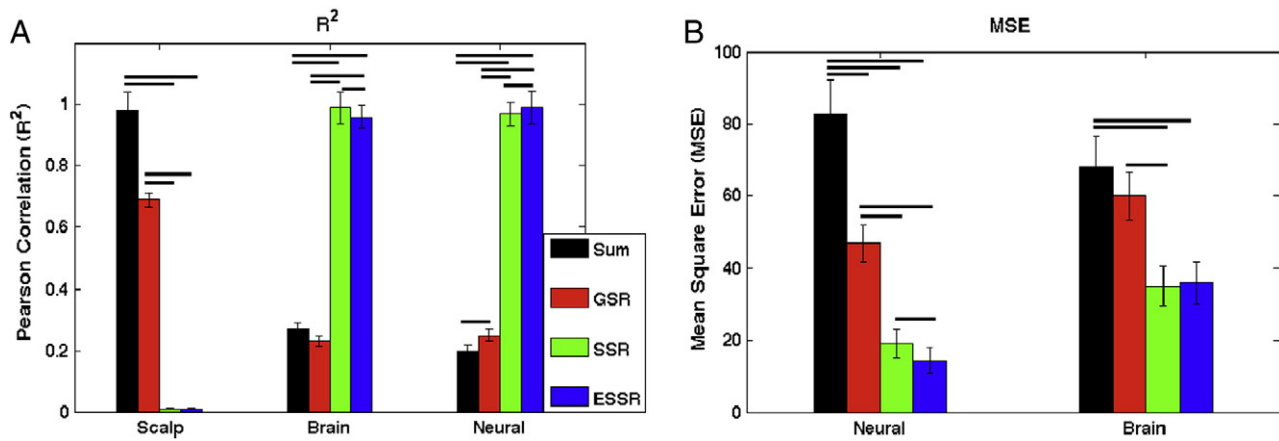 A
R²
Pearson Correlation (R²)
1
0.8
0.6
0.4
0.2
0
Scalp
Brain
Neural
Sum
GSR
SSR
ESSR
B
MSE
Mean Square Error (MSE)
100
80
60
40
20
0
Neural
Brain